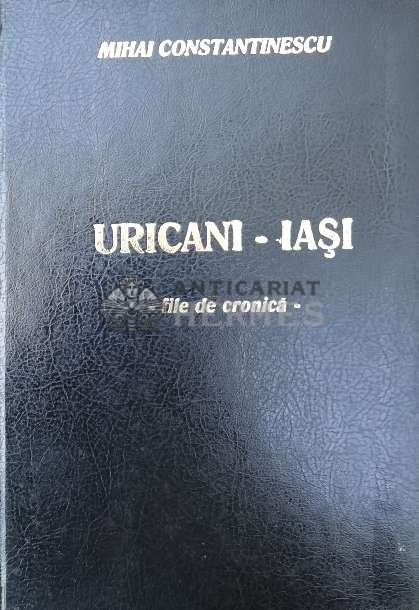 MIHAI CONSTANTINESCU
URICANI - IAŞI
ANTICARIAT
- file de cronică -
HERMES